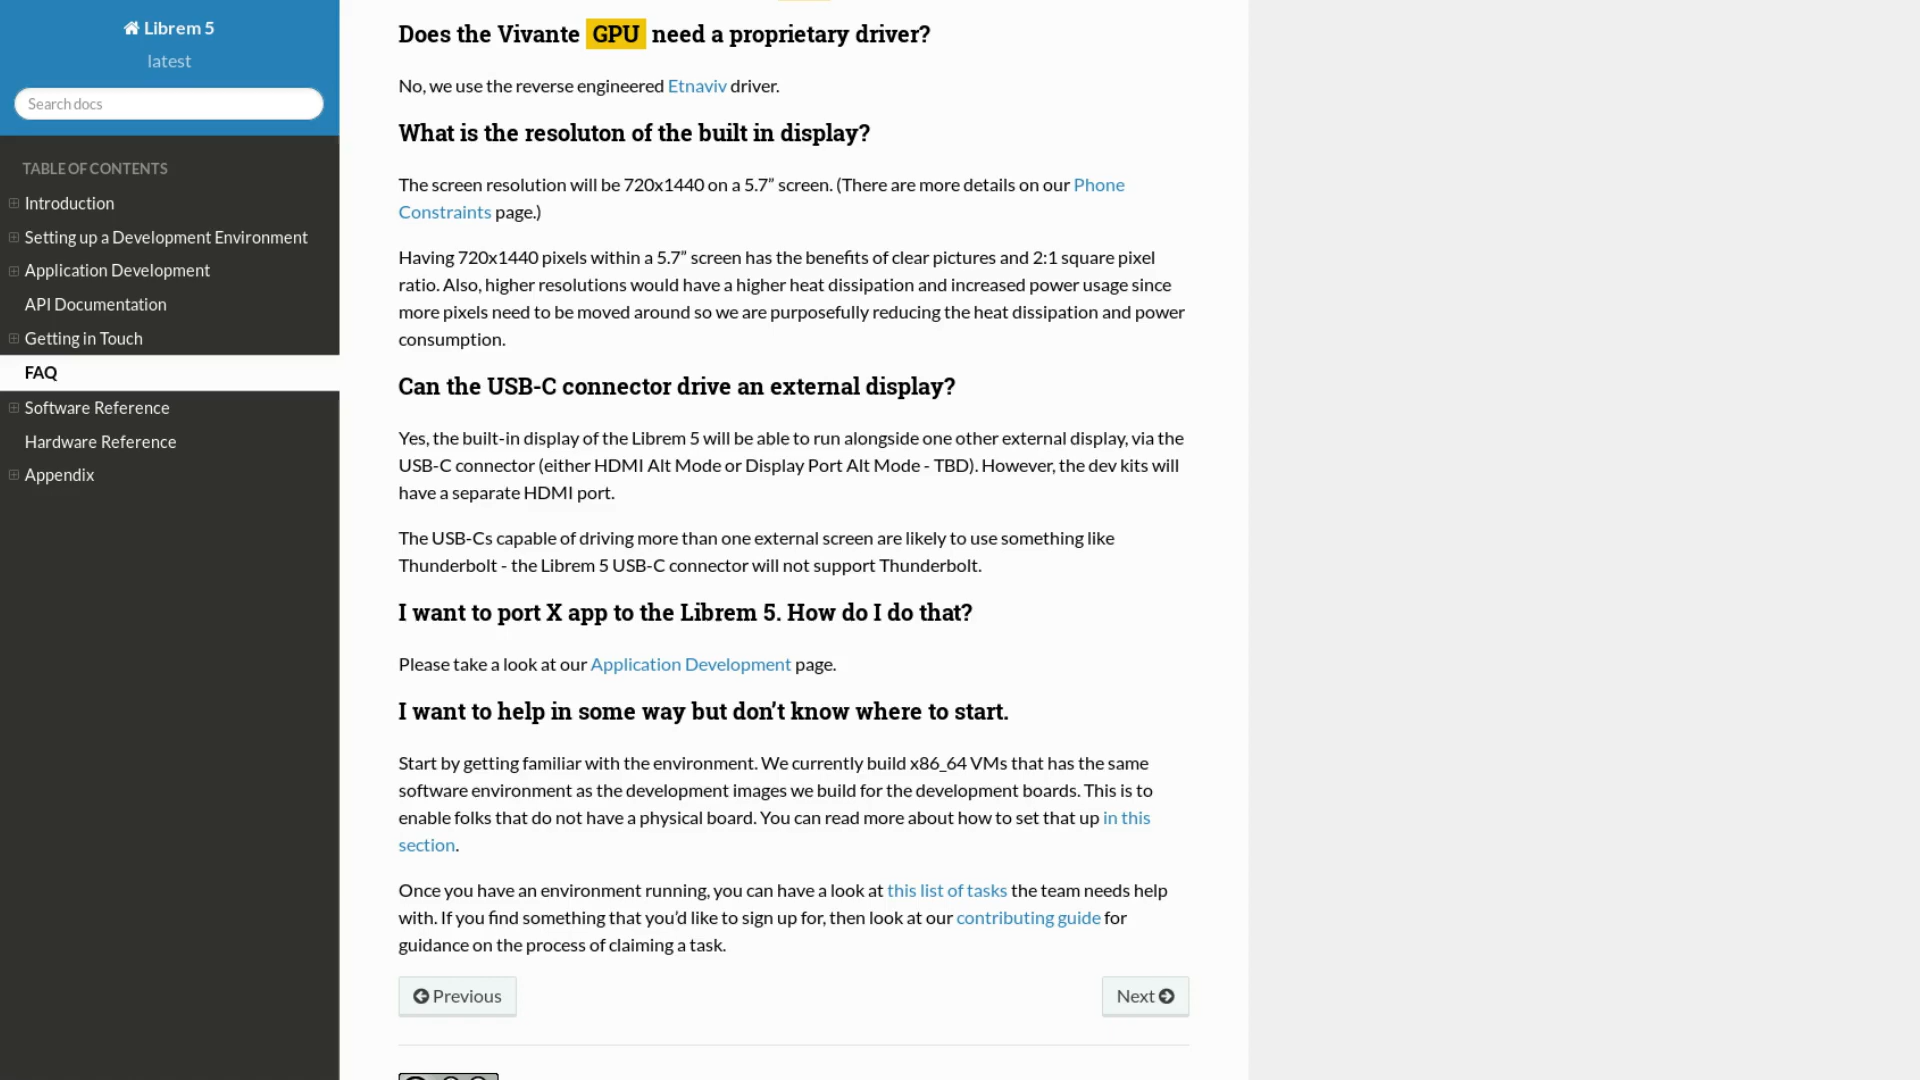 Librem 5
latest
Search docs
TABLE OF CONTENTS
Introduction
Setting up a Development Environment
Application Development
API Documentation
Getting in Touch
FAQ
Software Reference
Hardware Reference
Appendix
Does the Vivante GPU need a proprietary driver?
No, we use the reverse engineered Etnaviv driver.
What is the resoluton of the built in display?
The screen resolution will be 720x1440 on a 5.7” screen. (There are more details on our Phone
Constraints page.)
Having 720x1440 pixels within a 5.7” screen has the benefits of clear pictures and 2:1 square pixel
ratio. Also, higher resolutions would have a higher heat dissipation and increased power usage since
more pixels need to be moved around so we are purposefully reducing the heat dissipation and power
consumption.
Can the USB-C connector drive an external display?
Yes, the built-in display of the Librem 5 will be able to run alongside one other external display, via the
USB-C connector (either HDMI Alt Mode or Display Port Alt Mode - TBD). However, the dev kits will
have a separate HDMI port.
The USB-Cs capable of driving more than one external screen are likely to use something like
Thunderbolt - the Librem 5 USB-C connector will not support Thunderbolt.
I want to port X app to the Librem 5. How do I do that?
Please take a look at our Application Development page.
I want to help in some way but don’t know where to start.
Start by getting familiar with the environment. We currently build x86_64 VMs that has the same
software environment as the development images we build for the development boards. This is to
enable folks that do not have a physical board. You can read more about how to set that up in this
section.
Once you have an environment running, you can have a look at this list of tasks the team needs help
with. If you find something that you’d like to sign up for, then look at our contributing guide for
guidance on the process of claiming a task.
Previous
Next